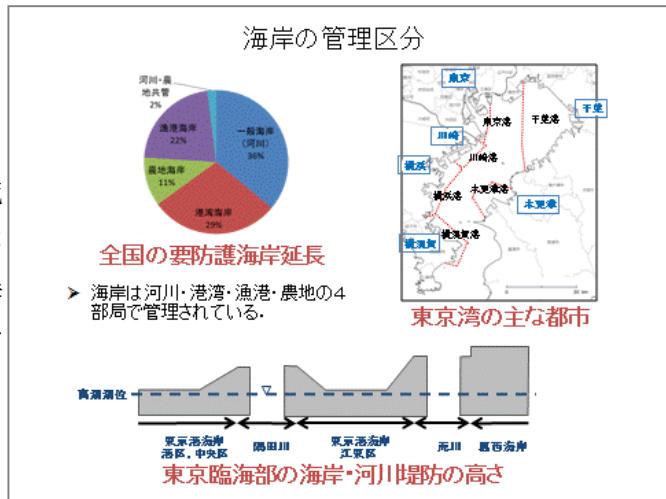 海岸の管理区分
河川・農
地共管
2%
漁港海岸
22%
一般海岸
（河川）
36%
農地海岸
11%
港湾海岸
29%
全国の要防護海岸延長
➤ 海岸は河川・港湾・漁港・農地の４
部局で管理されている．
東京
千葉
東京港
千葉港
川崎
川崎港
横浜
木更津港
横浜港
木更津
横須賀港
横須賀
東京湾の主な都市
高潮潮位
東京港海岸
港区，中央区
隅田川
東京港海岸
江東区
荒川
葛西海岸
東京臨海部の海岸・河川堤防の高さ